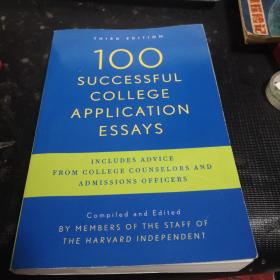 THIRD EDITION
100
SUCCESSFUL
COLLEGE
APPLICATION
ESSAYS
INCLUDES ADVICE
FROM COLLEGE COUNSELORS AND
ADMISSIONS OFFICERS
Compiled and Edited
BY MEMBERS OF THE STAFF OF
THE HARVARD INDEPENDENT